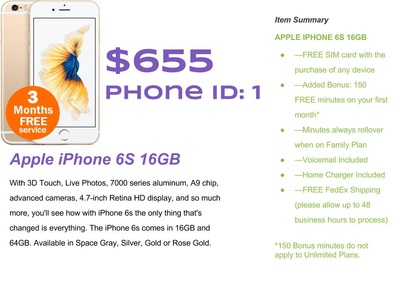 $655
PHONE ID: 1
3
Months
FREE
service
Apple iPhone 6S 16GB
With 3D Touch, Live Photos, 7000 series aluminum, A9 chip,
advanced cameras, 4.7-inch Retina HD display, and so much
more, you'll see how with iPhone 6s the only thing that's
changed is everything. The iPhone 6s comes in 16GB and
64GB. Available in Space Gray, Silver, Gold or Rose Gold.
Item Summary
APPLE IPHONE 6S 16GB
● —FREE SIM card with the
purchase of any device
● —Added Bonus: 150
FREE minutes on your first
month*
● —Minutes always rollover
when on Family Plan
● —Voicemail Included
● —Home Charger Included
● —FREE FedEx Shipping
(please allow up to 48
business hours to process)
*150 Bonus minutes do not
apply to Unlimited Plans.